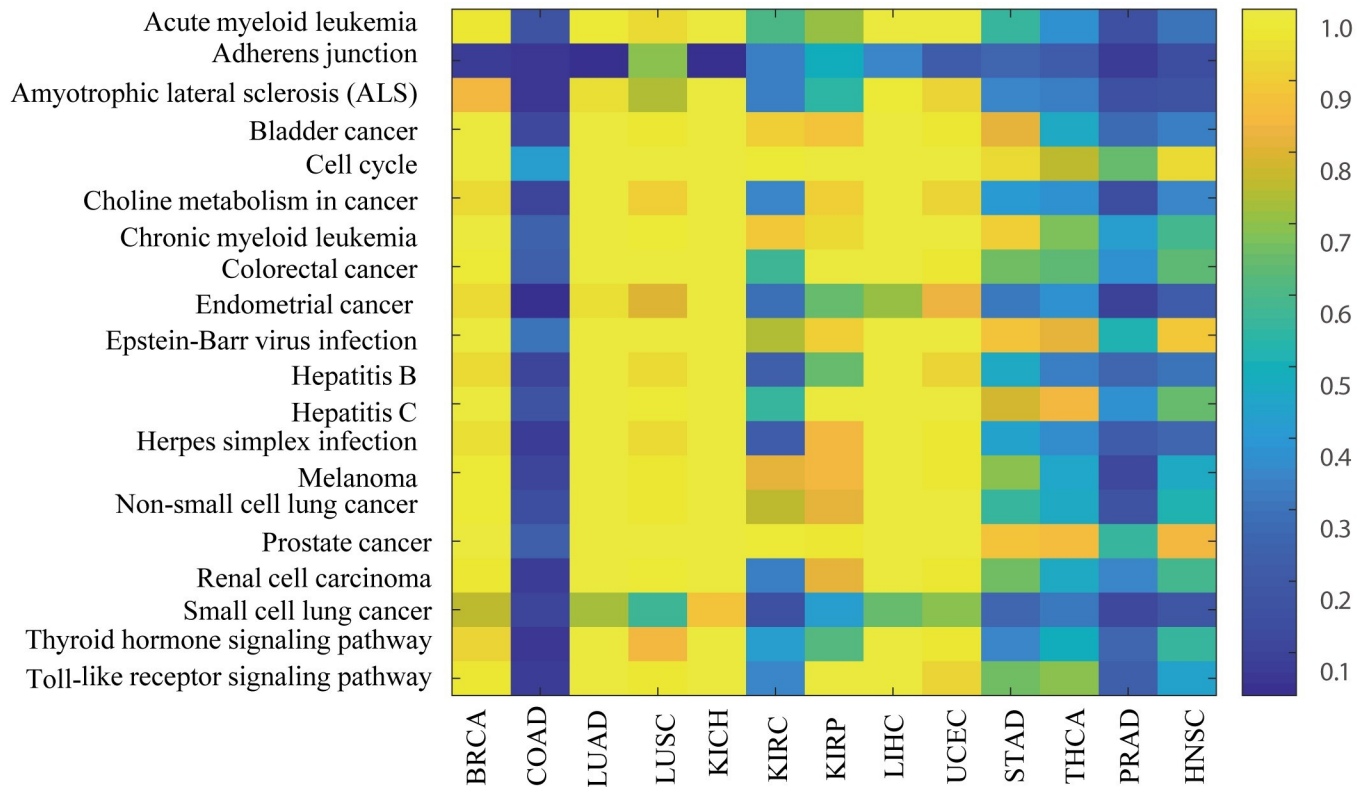 Acute myeloid leukemia
Adherens junction
Amyotrophic lateral sclerosis (ALS)
Bladder cancer
Cell cycle
Choline metabolism in cancer
Chronic myeloid leukemia
Colorectal cancer
Endometrial cancer
Epstein-Barr virus infection
Hepatitis B
Hepatitis C
Herpes simplex infection
Melanoma
Non-small cell lung cancer
Prostate cancer
Renal cell carcinoma
Small cell lung cancer
Thyroid hormone signaling pathway
Toll-like receptor signaling pathway
BRCA
COAD
LUAD
LUSC
KICH
KIRC
KIRP
LIHC
UCEC
STAD
THCA
PRAD
HNSC
1.0
0.9
0.8
0.7
0.6
0.5
0.4
0.3
0.2
0.1